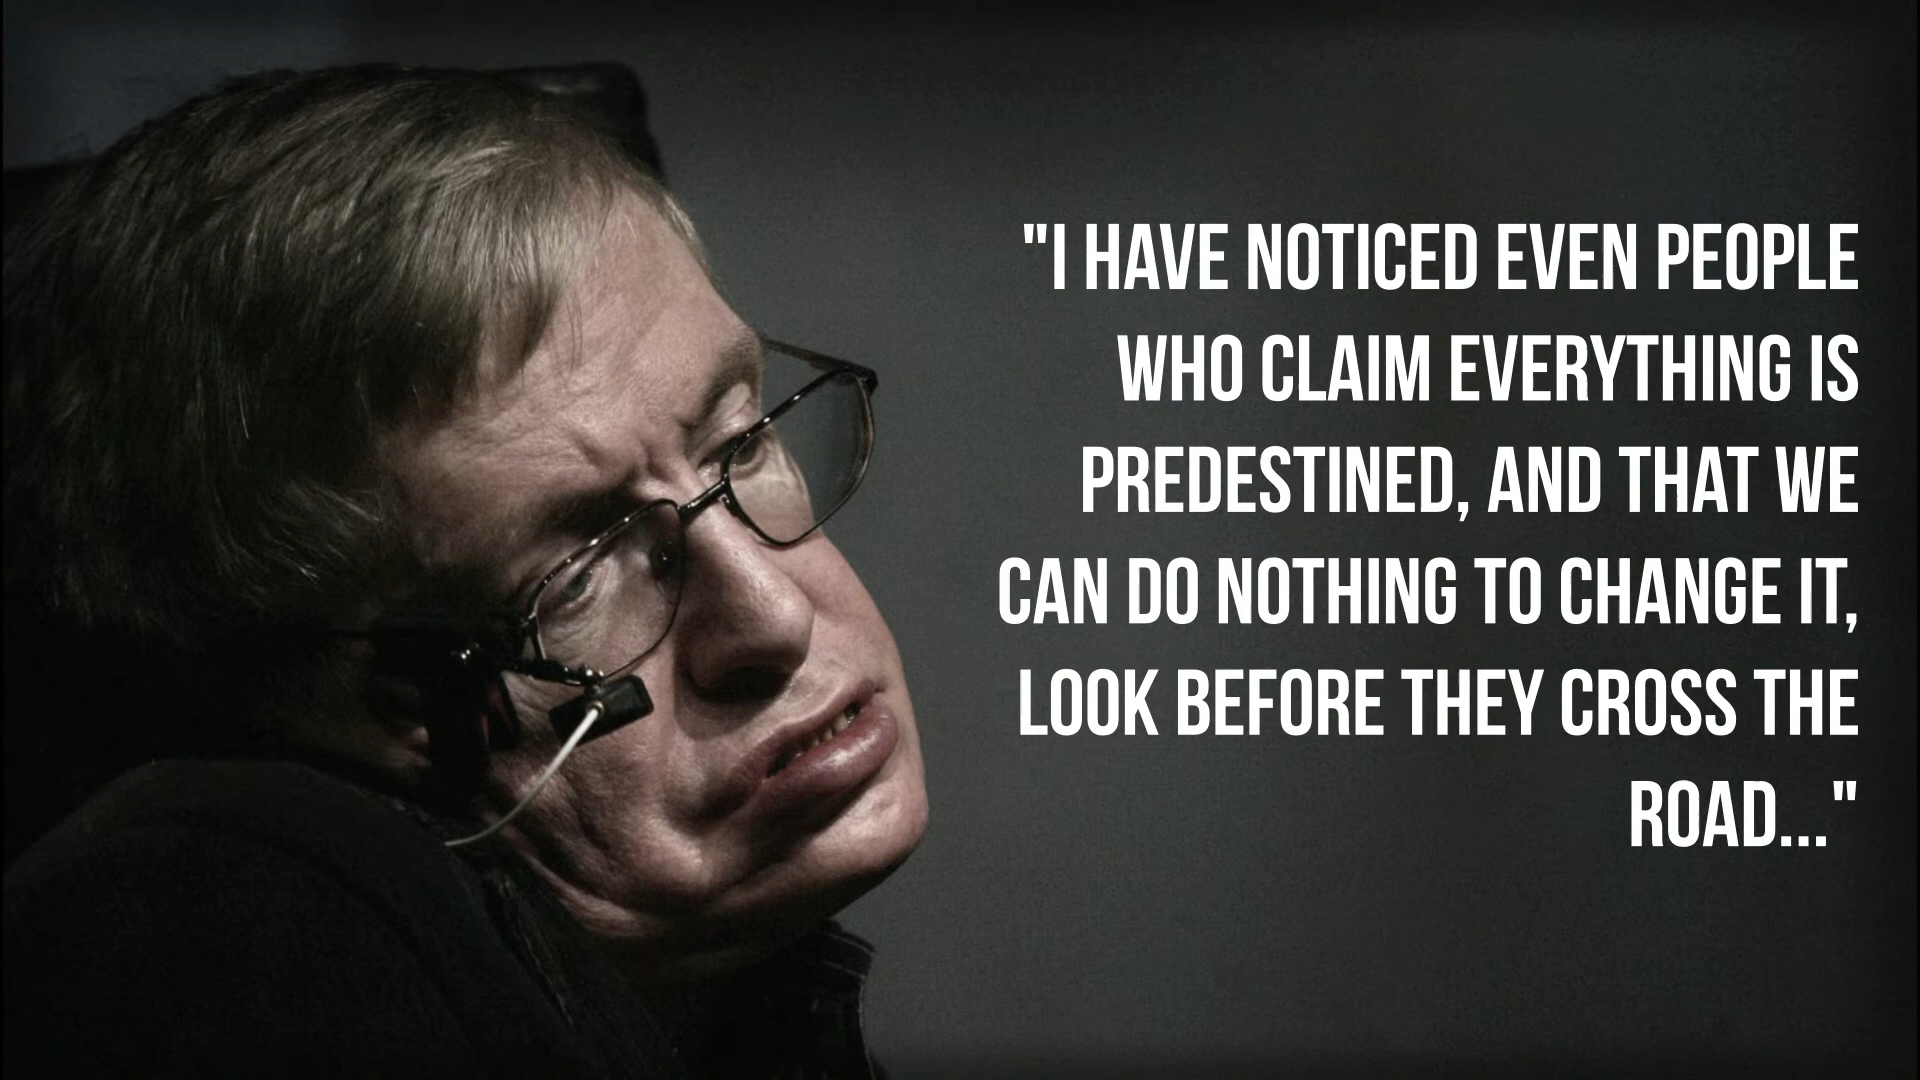 "I HAVE NOTICED EVEN PEOPLE
WHO CLAIM EVERYTHING IS
PREDESTINED, AND THAT WE
CAN DO NOTHING TO CHANGE IT,
LOOK BEFORE THEY CROSS THE
ROAD..."